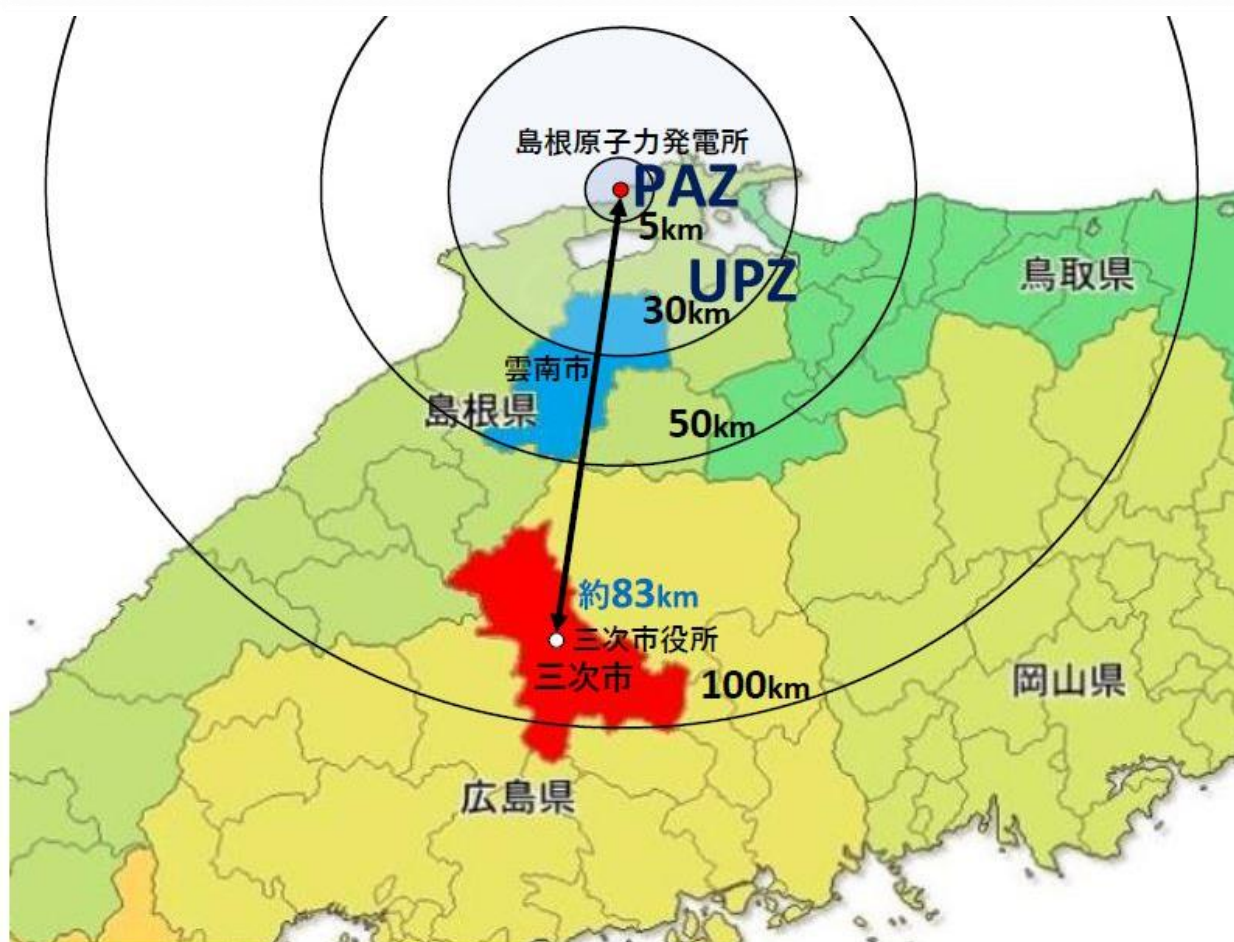 島根原子力発電所
PAZ
5km
UPZ
鳥取県
30km
雲南市
島根県
50km
約83km
三次市役所
三次市
100km
岡山県
広島県